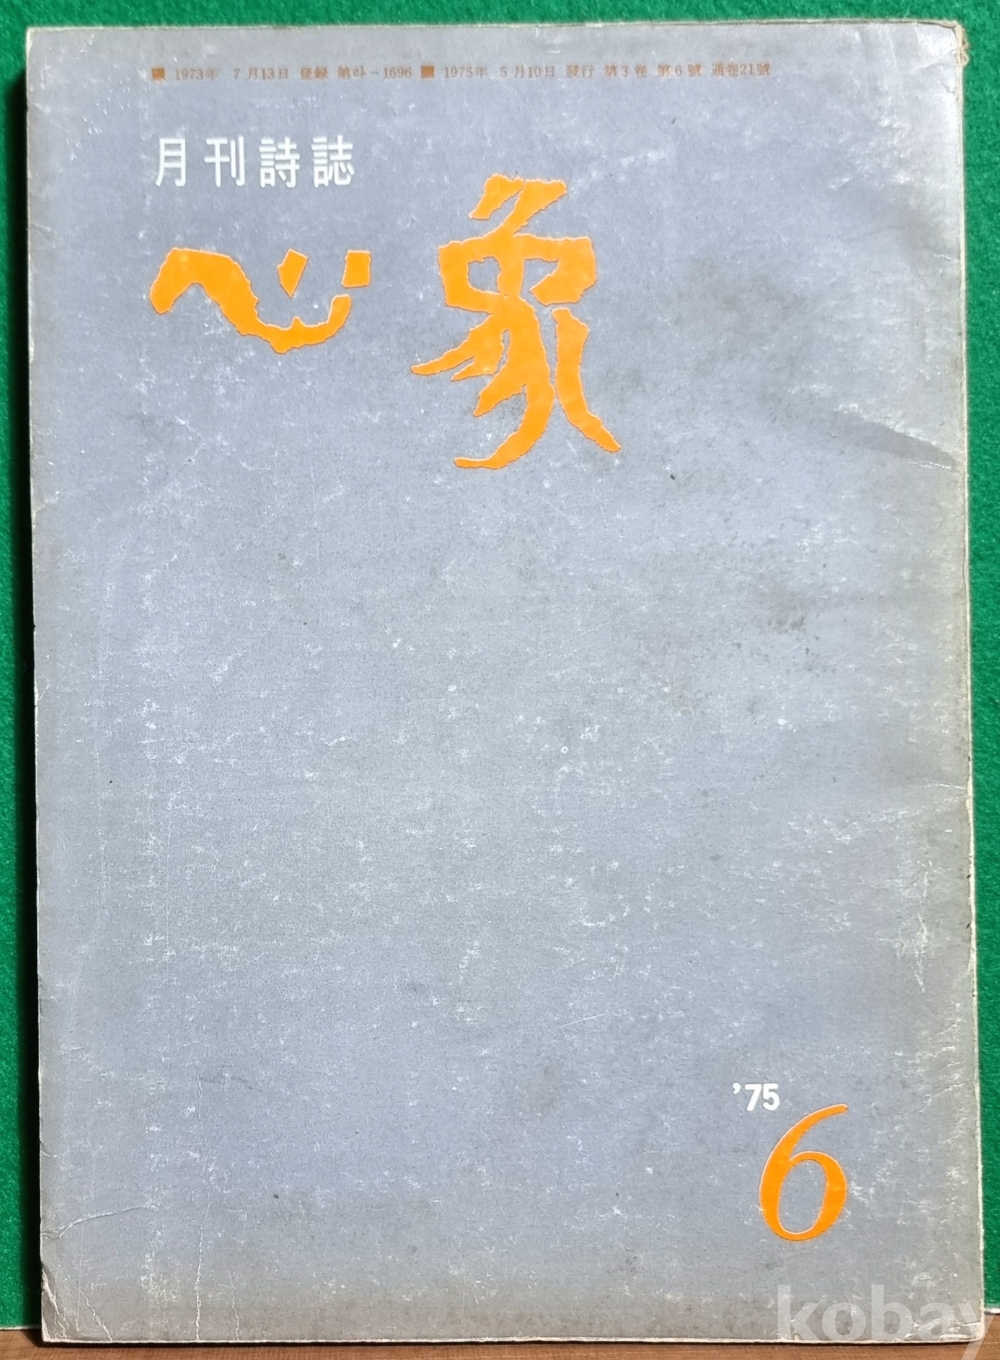 ■ 1973年 7月13日 登録 第라-1696 ■ 1975年 5月10日 發行 第3卷 第6號 通卷21號
月刊詩誌
心象
’75
6
kobay